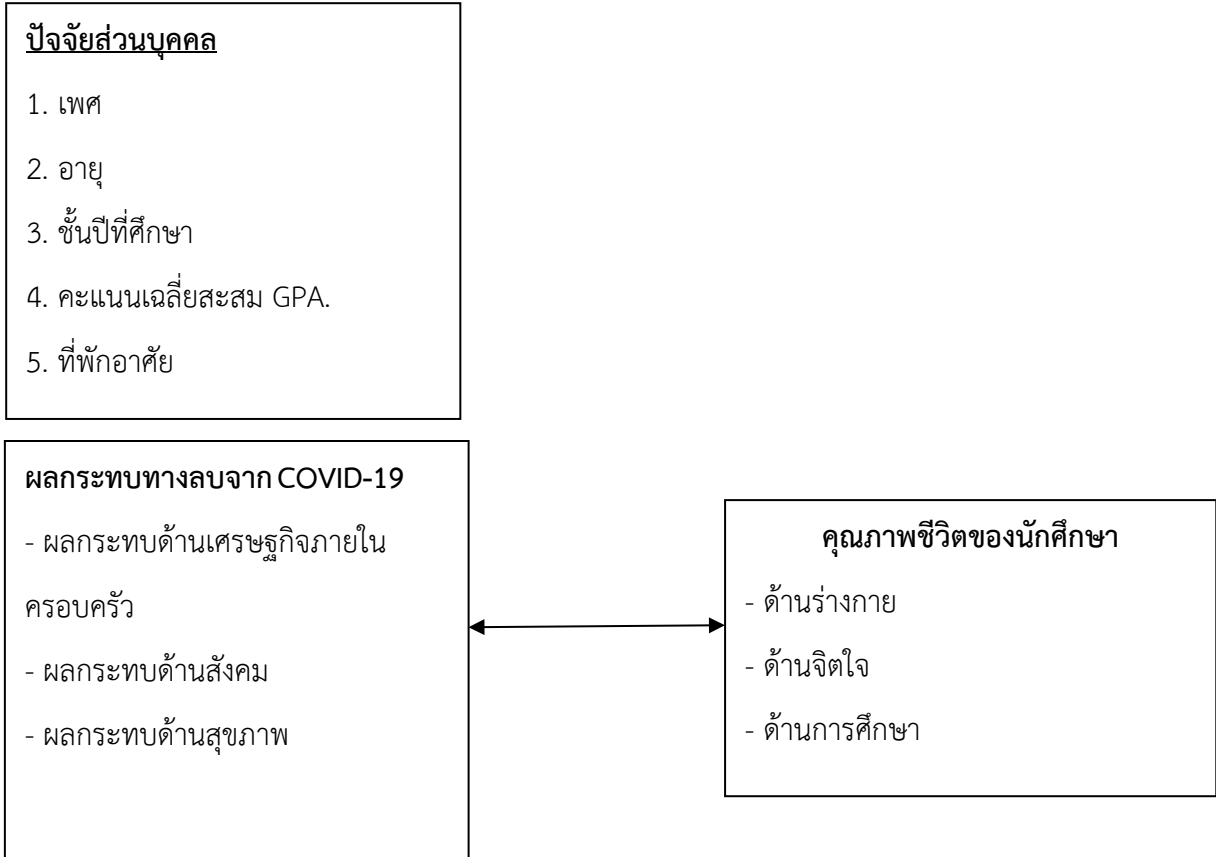 ปัจจัยส่วนบุคคล
1. เพศ
2. อายุ
3. ชั้นปีที่ศึกษา
4. คะแนนเฉลี่ยสะสม GPA.
5. ที่พักอาศัย
ผลกระทบทางลบจาก COVID-19
- ผลกระทบด้านเศรษฐกิจภายใน
ครอบครัว
- ผลกระทบด้านสังคม
- ผลกระทบด้านสุขภาพ
คุณภาพชีวิตของนักศึกษา
- ด้านร่างกาย
- ด้านจิตใจ
- ด้านการศึกษา